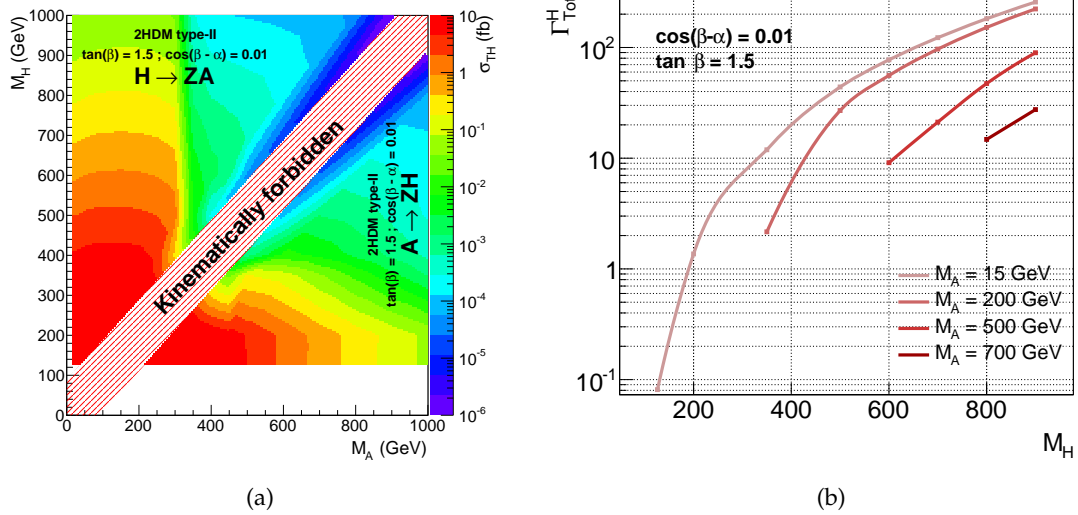 M_H (GeV)
1000
900
800
700
600
500
400
300
200
100
0
2HDM type-II
tan(β) = 1.5 ; cos(β - α) = 0.01
H → ZA
Kinematically forbidden
2HDM type-II
tan(β) = 1.5 ; cos(β - α) = 0.01
A → ZH
0 200 400 600 800 1000
M_A (GeV)
10
1
10^-1
10^-2
10^-3
10^-4
10^-5
10^-6
σ_TH (fb)
(a)
Γ^H_Tot
10^2
10
1
10^-1
cos(β-α) = 0.01
tan β = 1.5
M_A = 15 GeV
M_A = 200 GeV
M_A = 500 GeV
M_A = 700 GeV
200 400 600 800
M_H
(b)